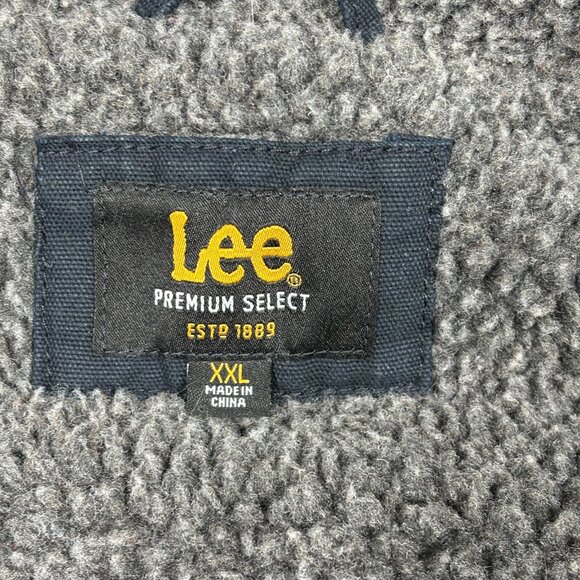 Lee®
PREMIUM SELECT
ESTD 1889
XXL
MADE IN
CHINA